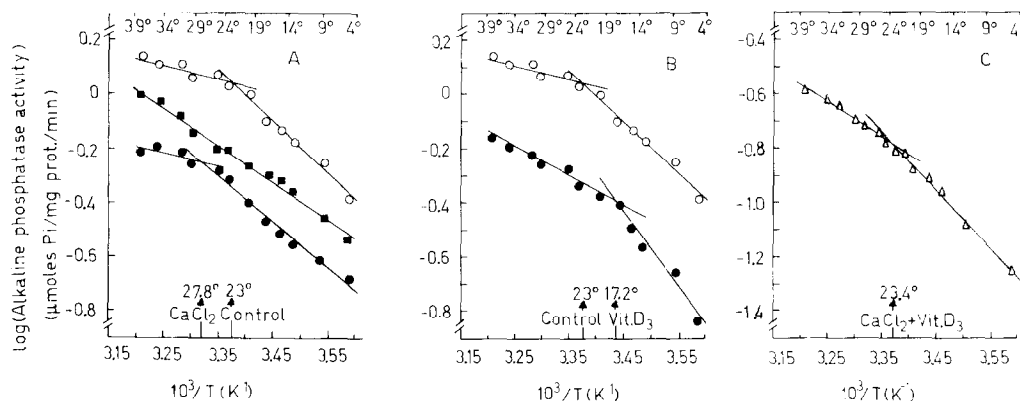 39° 34° 29° 24° 19° 14° 9° 4°
39° 34° 29° 24° 19° 14° 9° 4°
39° 34° 29° 24° 19° 14° 9° 4°
A
B
C
log(Alkaline phosphatase activity)
(μmoles Pi/mg prot./min)
0,2
0
-0,2
-0,4
-0,6
-0,8
0,2
0
-0.2
-0.4
-0.6
-0.8
-0.4
-0.6
-0.8
-1.0
-1.2
-1.4
27.8° 23°
CaCl2 Control
23° 17.2°
Control Vit.D3
23.4°
CaCl2+Vit.D3
3,15 3,25 3,35 3,45 3,55
3,15 3,25 3,35 3,45 3,55
3,15 3,25 3,35 3,45 3,55
10³/T (K⁻¹)
10³/T (K⁻¹)
10³/T (K⁻¹)